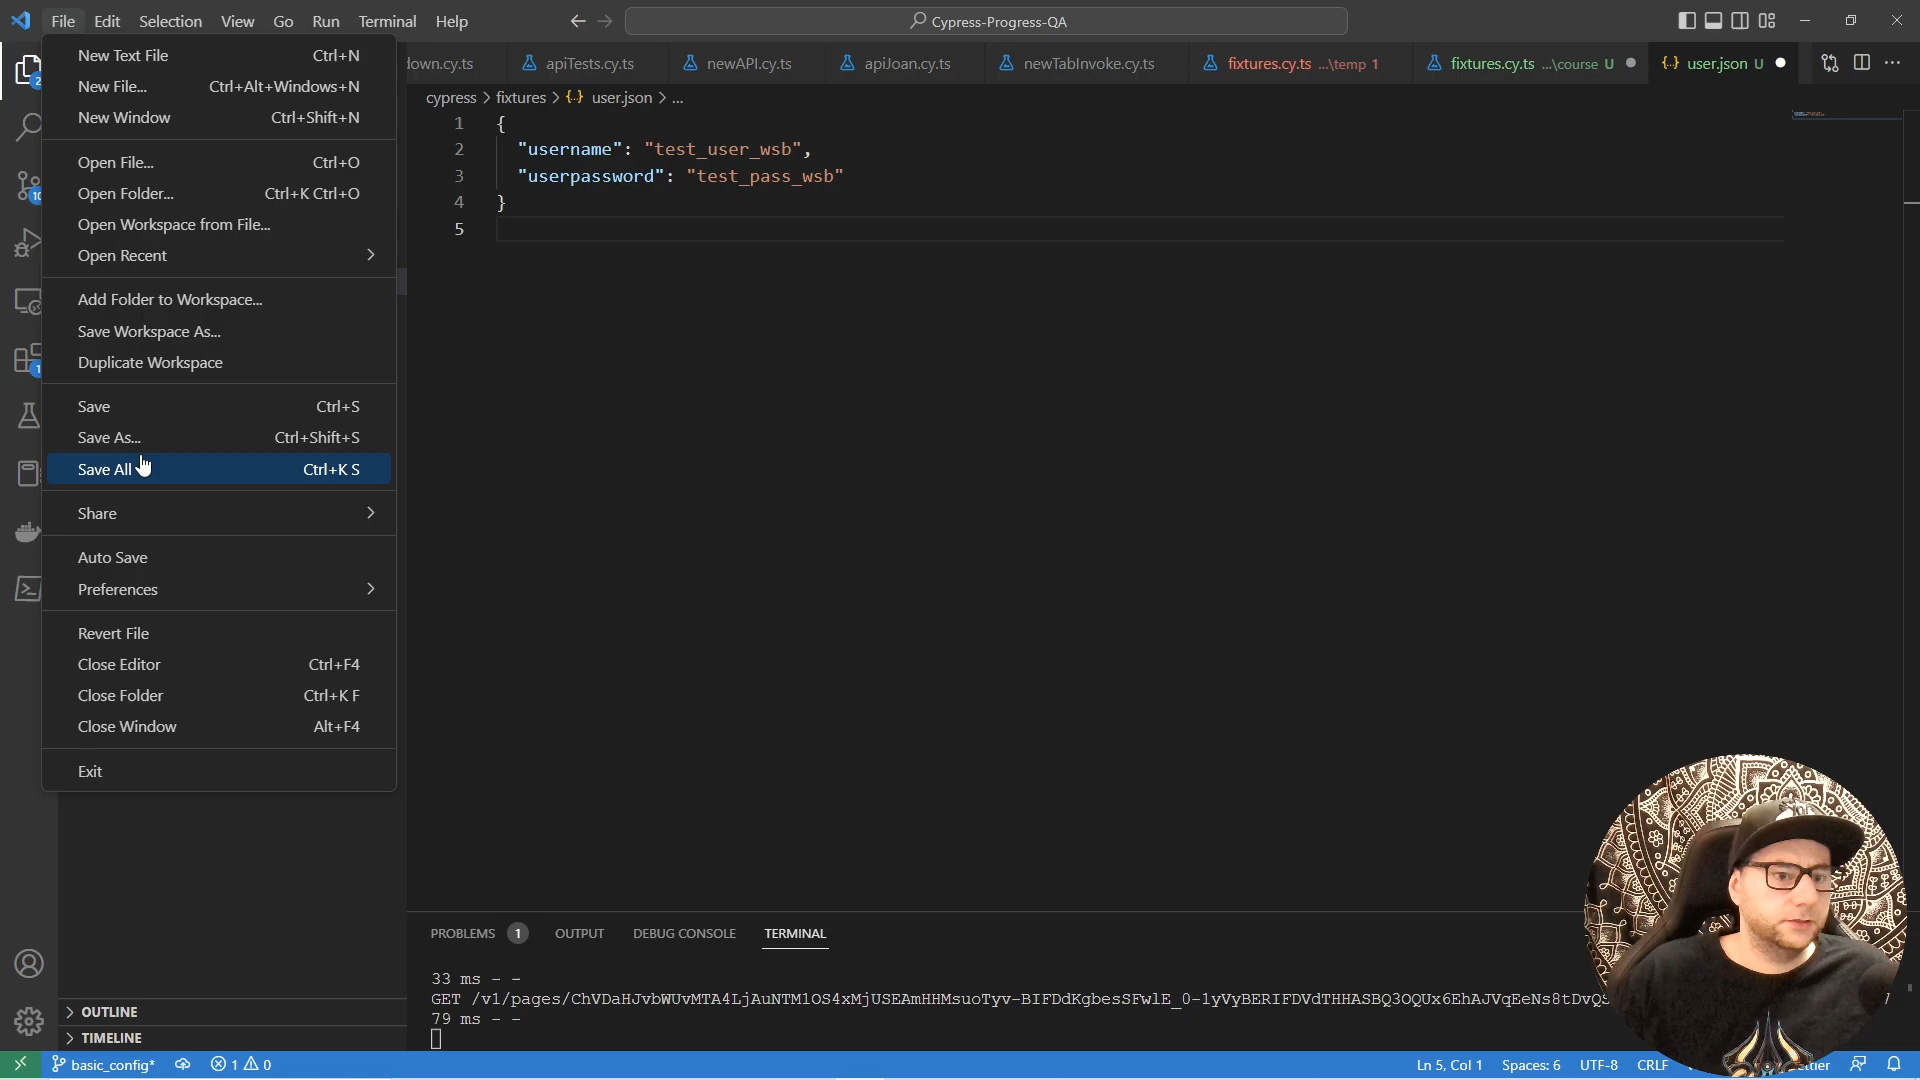 File Edit Selection View Go Run Terminal Help
Cypress-Progress-QA
New Text File Ctrl+N
New File... Ctrl+Alt+Windows+N
New Window Ctrl+Shift+N
Open File... Ctrl+O
Open Folder... Ctrl+K Ctrl+O
Open Workspace from File...
Open Recent
Add Folder to Workspace...
Save Workspace As...
Duplicate Workspace
Save Ctrl+S
Save As... Ctrl+Shift+S
Save All Ctrl+K S
Share
Auto Save
Preferences
Revert File
Close Editor Ctrl+F4
Close Folder Ctrl+K F
Close Window Alt+F4
Exit
2
10
1
OUTLINE
TIMELINE
down.cy.ts apiTests.cy.ts newAPI.cy.ts apiJoan.cy.ts newTabInvoke.cy.ts fixtures.cy.ts ...\temp 1 fixtures.cy.ts ...\course U {..} user.json U
cypress > fixtures > {..} user.json > ...
1 {
2 "username": "test_user_wsb",
3 "userpassword": "test_pass_wsb"
4 }
5
PROBLEMS 1 OUTPUT DEBUG CONSOLE TERMINAL
33 ms - -
79 ms - -
basic_config* 1 0 Ln 5, Col 1 Spaces: 6 UTF-8 CRLF